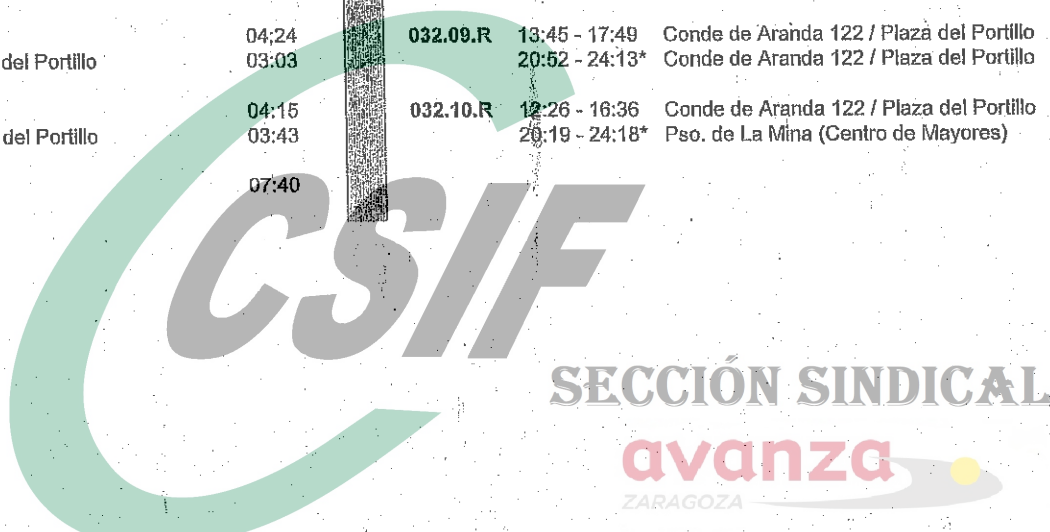 04:24 032.09.R 13:45 - 17:49 Conde de Aranda 122 / Plaza del Portillo
del Portillo 03:03 20:52 - 24:13* Conde de Aranda 122 / Plaza del Portillo
04:15 032.10.R 12:26 - 16:36 Conde de Aranda 122 / Plaza del Portillo
del Portillo 03:43 20:19 - 24:18* Pso. de La Mina (Centro de Mayores)
07:40
CSIF
SECCIÓN SINDICAL
avanza
ZARAGOZA